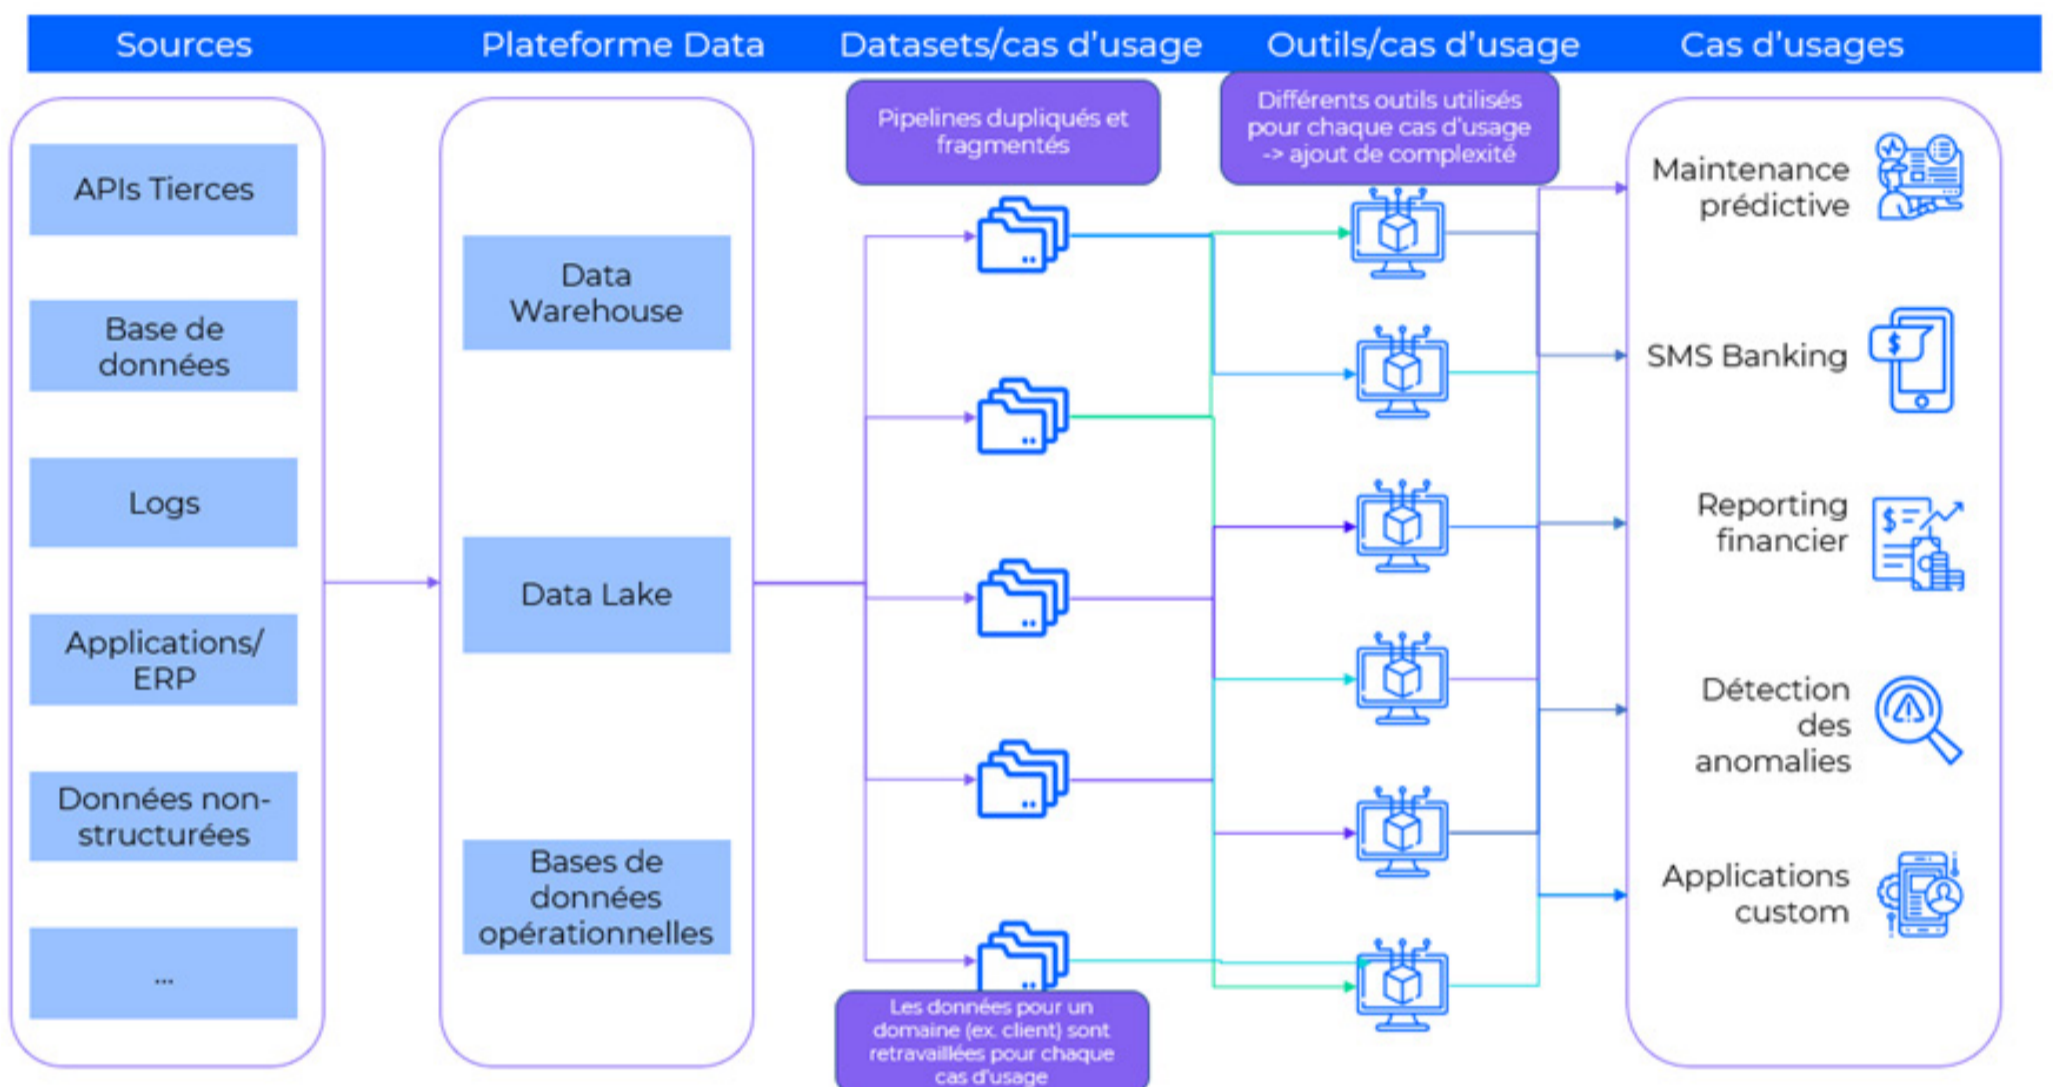 Sources
Plateforme Data
Datasets/cas d'usage
Outils/cas d'usage
Cas d'usages
APIs Tierces
Base de
données
Logs
Applications/
ERP
Données non-
structurées
...
Data
Warehouse
Data Lake
Bases de
données
opérationnelles
Pipelines dupliqués et
fragmentés
Les données pour un
domaine (ex. client) sont
retravaillées pour chaque
cas d'usage
Différents outils utilisés
pour chaque cas d'usage
-> ajout de complexité
Maintenance
prédictive
SMS Banking
Reporting
financier
Détection
des
anomalies
Applications
custom